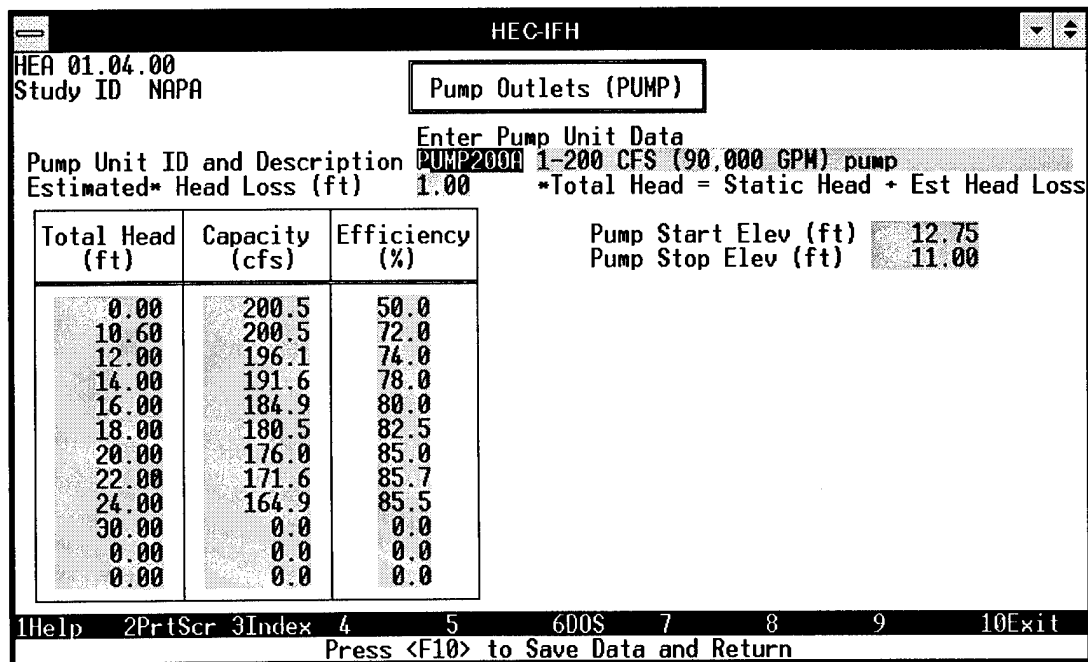 HEC-IFH
HEA 01.04.00
Study ID NAPA
Pump Outlets (PUMP)
Enter Pump Unit Data
Pump Unit ID and Description PUMP200A 1-200 CFS (90,000 GPM) pump
Estimated* Head Loss (ft) 1.00 *Total Head = Static Head + Est Head Loss
Total Head (ft) Capacity (cfs) Efficiency (%)
Pump Start Elev (ft) 12.75
Pump Stop Elev (ft) 11.00
0.00 200.5 50.0
10.60 200.5 72.0
12.00 196.1 74.0
14.00 191.6 78.0
16.00 184.9 80.0
18.00 180.5 82.5
20.00 176.0 85.0
22.00 171.6 85.7
24.00 164.9 85.5
30.00 0.0 0.0
0.00 0.0 0.0
0.00 0.0 0.0
1Help 2PrtScr 3Index 4 5 6DOS 7 8 9 10Exit
Press <F10> to Save Data and Return